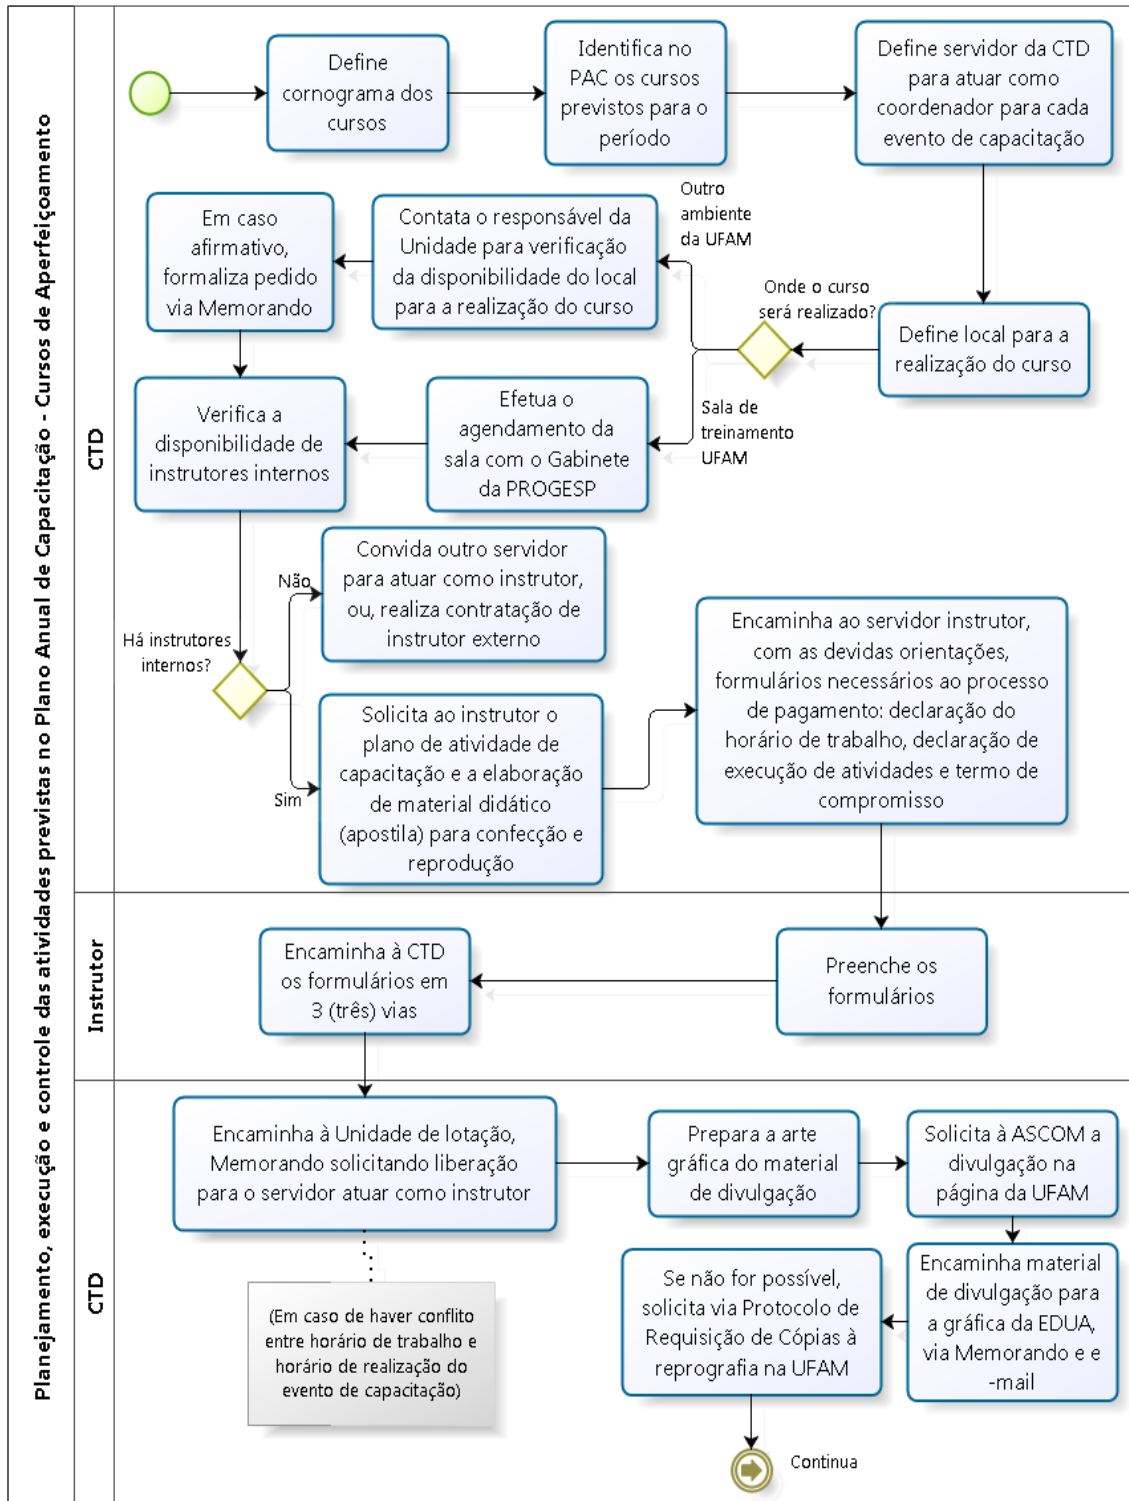 Planejamento, execução e controle das atividades previstas no Plano Anual de Capacitação - Cursos de Aperfeiçoamento
CTD
Define
cornograma dos
cursos
Identifica no
PAC os cursos
previstos para o
período
Define servidor da CTD
para atuar como
coordenador para cada
evento de capacitação
Em caso
afirmativo,
formaliza pedido
via Memorando
Contata o responsável da
Unidade para verificação
da disponibilidade do local
para a realização do curso
Outro
ambiente
da UFAM
Onde o curso
será realizado?
Define local para a
realização do curso
Verifica a
disponibilidade de
instrutores internos
Efetua o
agendamento da
sala com o Gabinete
da PROGESP
Sala de
treinamento
UFAM
Há instrutores
internos?
Não
Convida outro servidor
para atuar como instrutor,
ou, realiza contratação de
instrutor externo
Sim
Solicita ao instrutor o
plano de atividade de
capacitação e a elaboração
de material didático
(apostila) para confecção e
reprodução
Encaminha ao servidor instrutor,
com as devidas orientações,
formulários necessários ao processo
de pagamento: declaração do
horário de trabalho, declaração de
execução de atividades e termo de
compromisso
Instrutor
Encaminha à CTD
os formulários em
3 (três) vias
Preenche os
formulários
CTD
Encaminha à Unidade de lotação,
Memorando solicitando liberação
para o servidor atuar como instrutor
Prepara a arte
gráfica do material
de divulgação
Solicita à ASCOM a
divulgação na
página da UFAM
(Em caso de haver conflito
entre horário de trabalho e
horário de realização do
evento de capacitação)
Se não for possível,
solicita via Protocolo de
Requisição de Cópias à
reprografia na UFAM
Encaminha material
de divulgação para
a gráfica da EDUA,
via Memorando e e
-mail
Continua